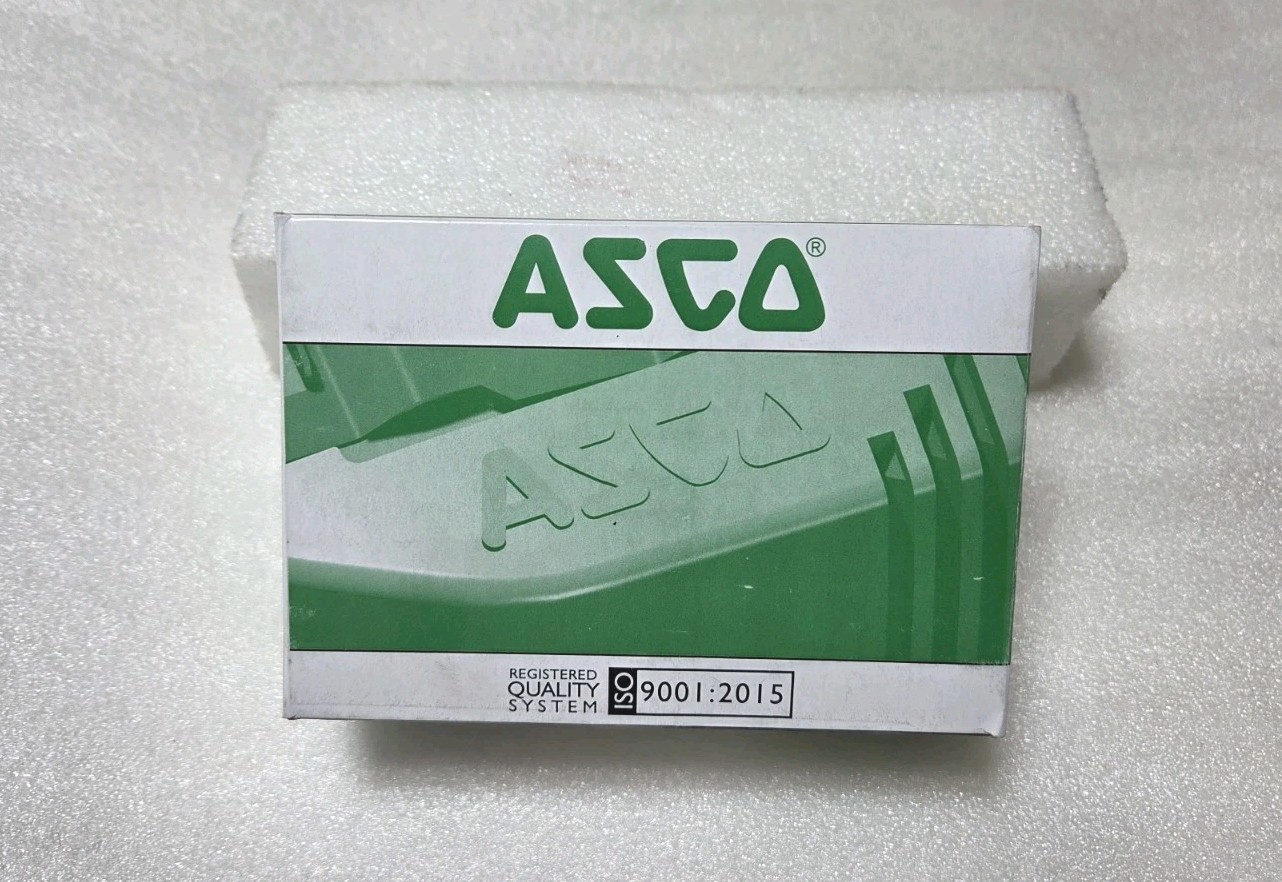 ASCO®
ASCO
REGISTERED
QUALITY
SYSTEM
ISO 9001:2015